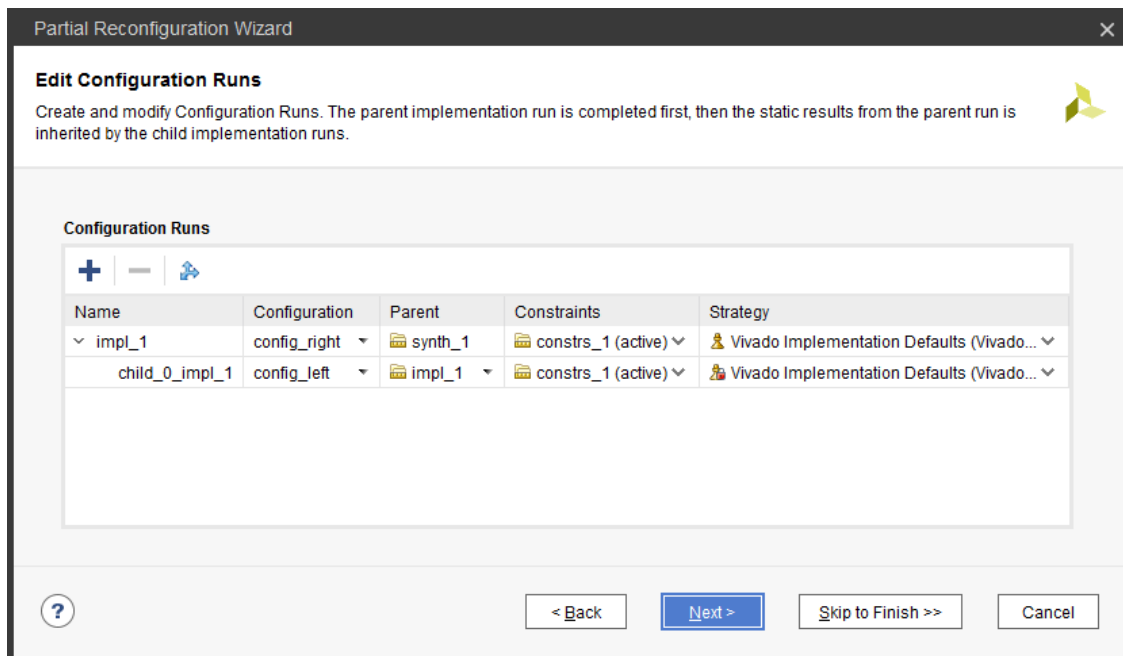 Partial Reconfiguration Wizard
Edit Configuration Runs
Create and modify Configuration Runs. The parent implementation run is completed first, then the static results from the parent run is
inherited by the child implementation runs.
Configuration Runs
Name Configuration Parent Constraints Strategy
impl_1 config_right synth_1 constrs_1 (active) Vivado Implementation Defaults (Vivado...
child_0_impl_1 config_left impl_1 constrs_1 (active) Vivado Implementation Defaults (Vivado...
? < Back Next > Skip to Finish >> Cancel